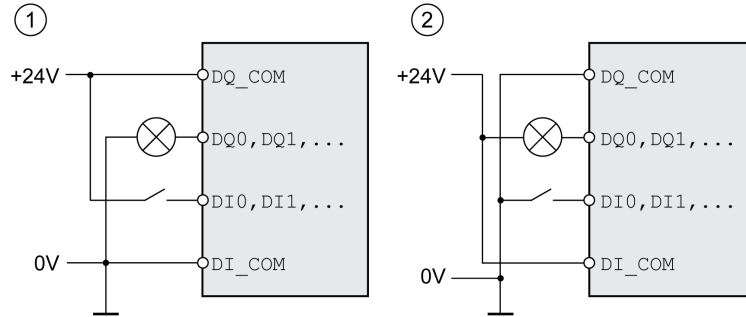 1
+24V
DQ_COM
DQ0,DQ1,...
DI0,DI1,...
0V
DI_COM
2
+24V
DQ_COM
DQ0,DQ1,...
DI0,DI1,...
DI_COM
0V